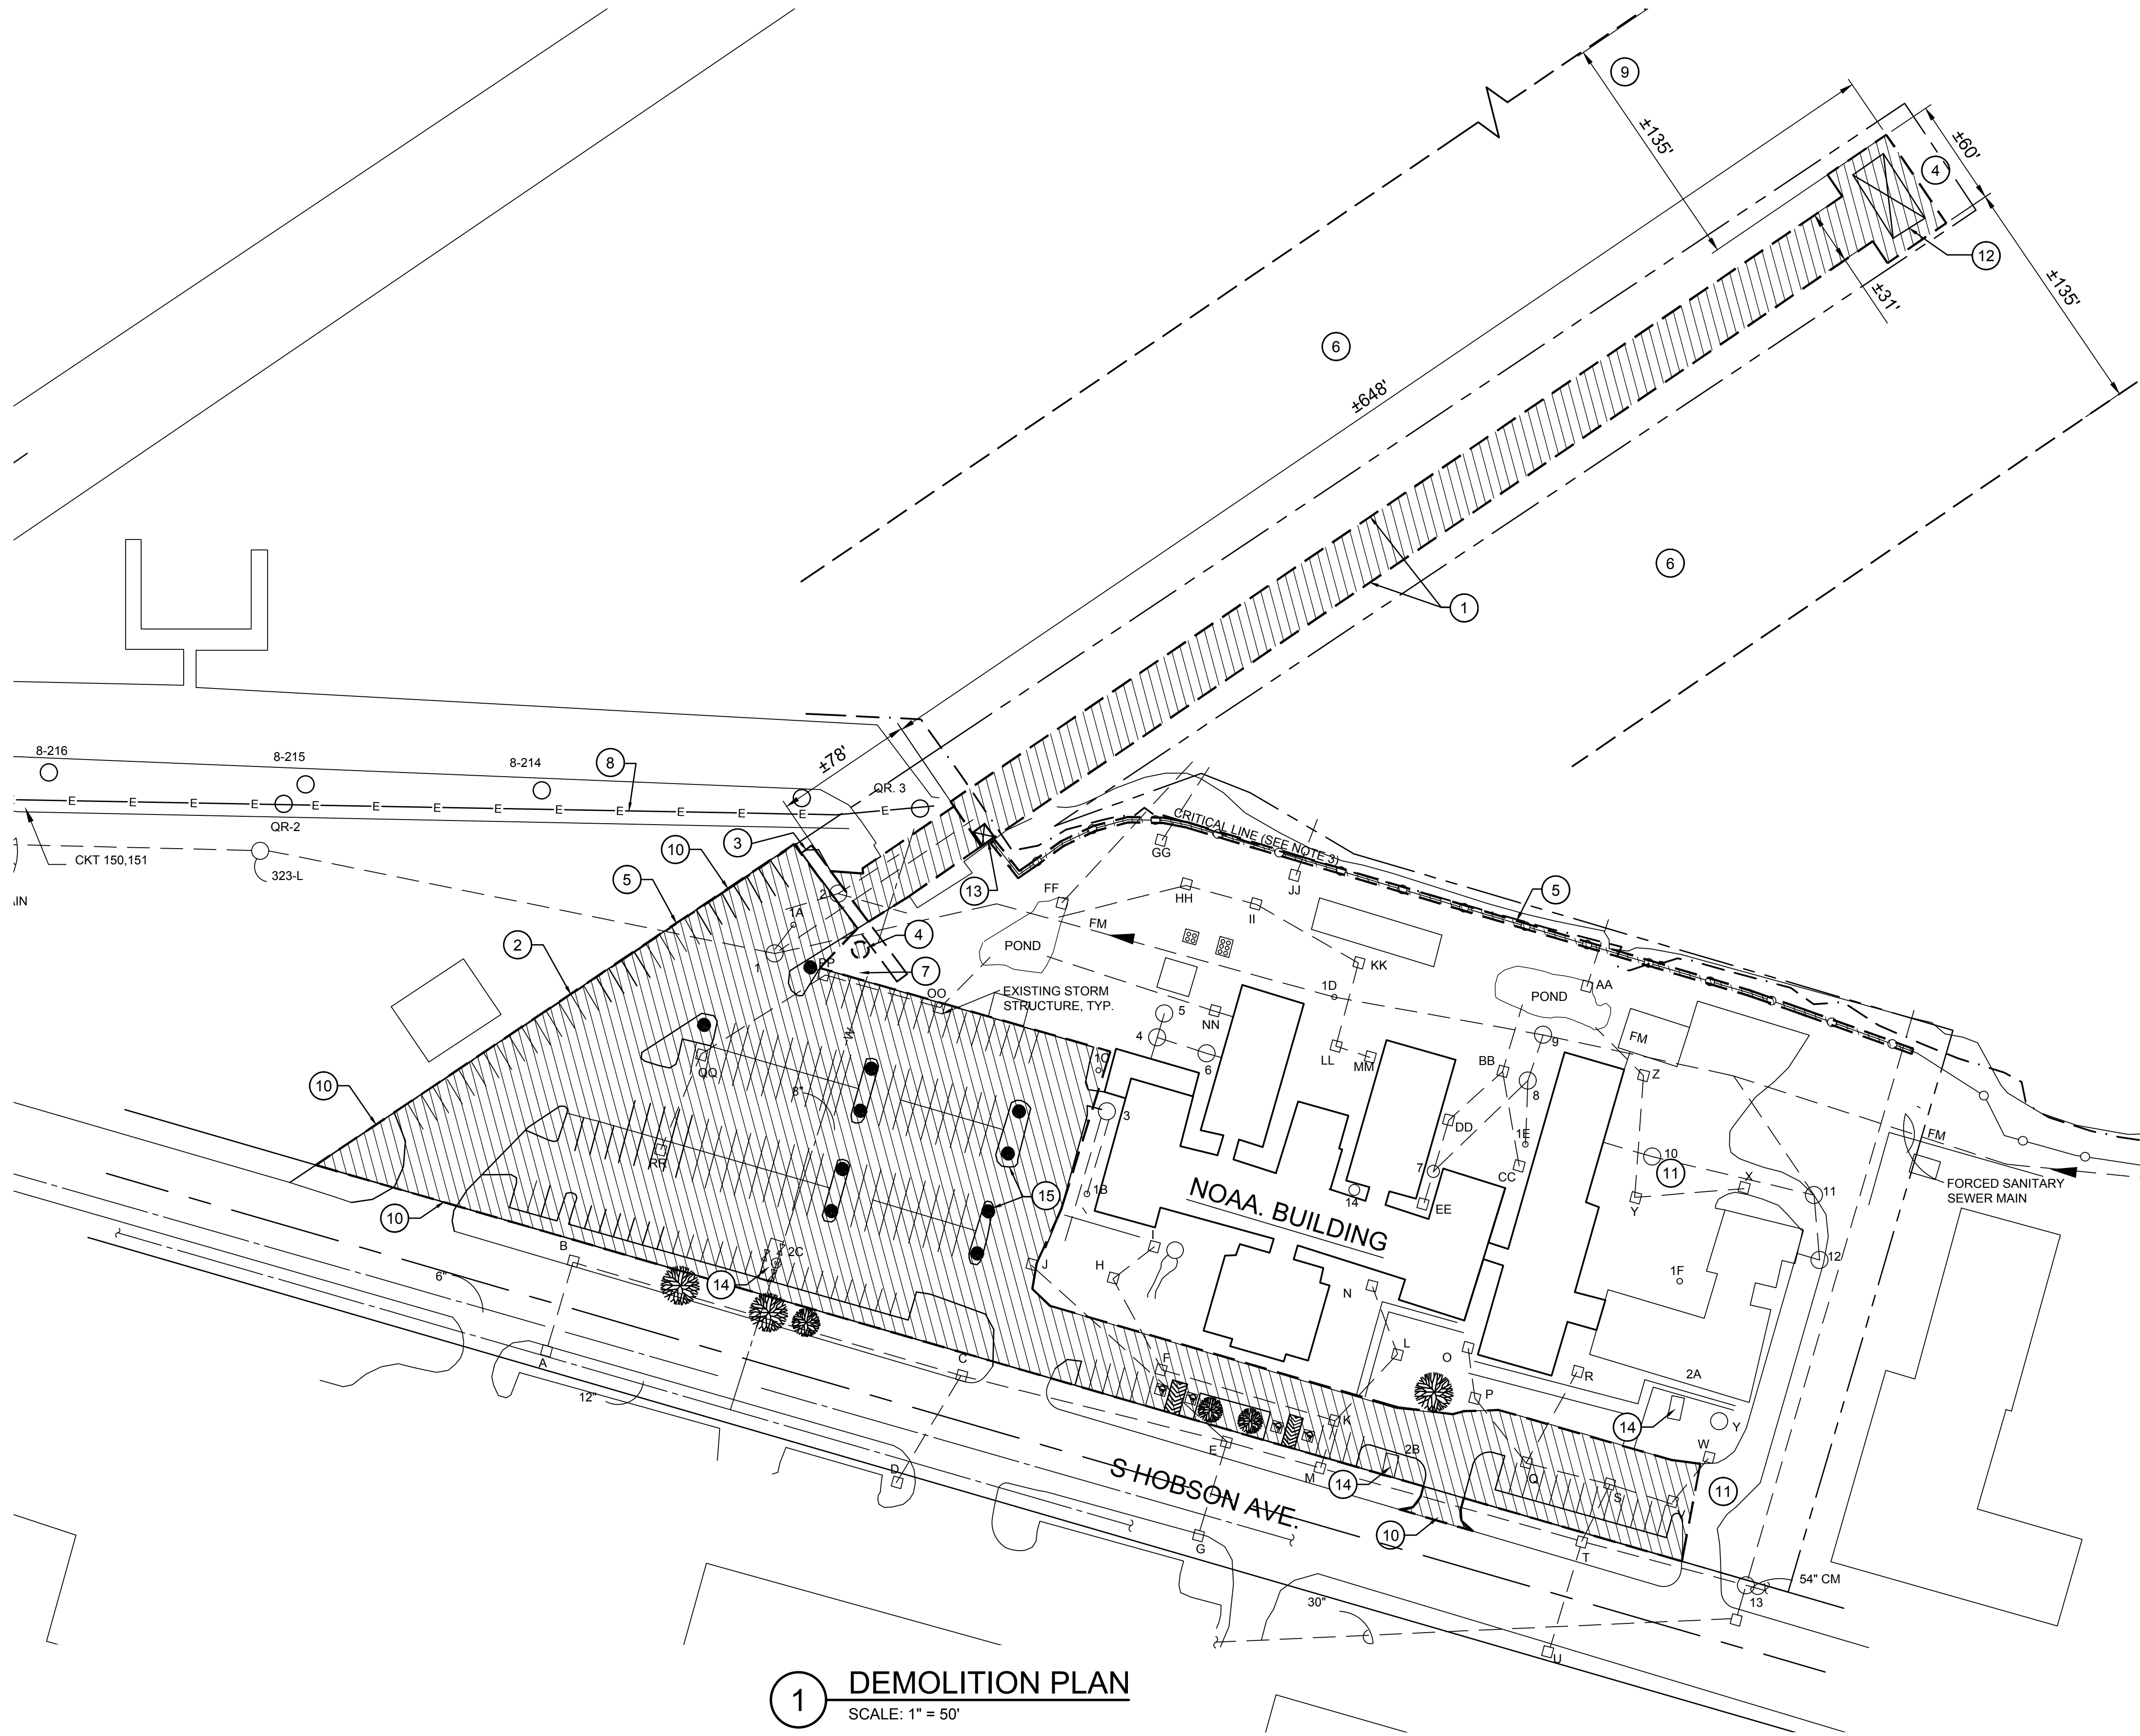 9
±135'
±60'
4
12
±31'
±135'
6
±648'
6
1
±78'
8-216
8-215
8-214
8
QR. 3
E E E E E E E E E E E E E E E
QR-2
CKT 150,151
323-L
10
3
5
2
10
10
2
1A
1
PP
4
7
13
CRITICAL LINE (SEE NOTE 3)
GG
JJ
5
FF
HH
II
FM
POND
KK
1D
AA
POND
OO
EXISTING STORM
STRUCTURE, TYP.
NN
5
4
6
LL
MM
9
FM
BB
Z
8
QQ
8"
W
1C
3
RR
1B
15
DD
1E
7
CC
EE
14
10
11
X
Y
11
12
FM
FORCED SANITARY
SEWER MAIN
NOAA. BUILDING
I
H
J
N
1F
B
2C
14
6"
A
12"
C
D
F
L
O
P
R
2A
14
Y
K
E
M
2B
14
Q
S
W
11
S HOBSON AVE.
G
10
T
54" CM
13
30"
U
1
DEMOLITION PLAN
SCALE: 1" = 50'